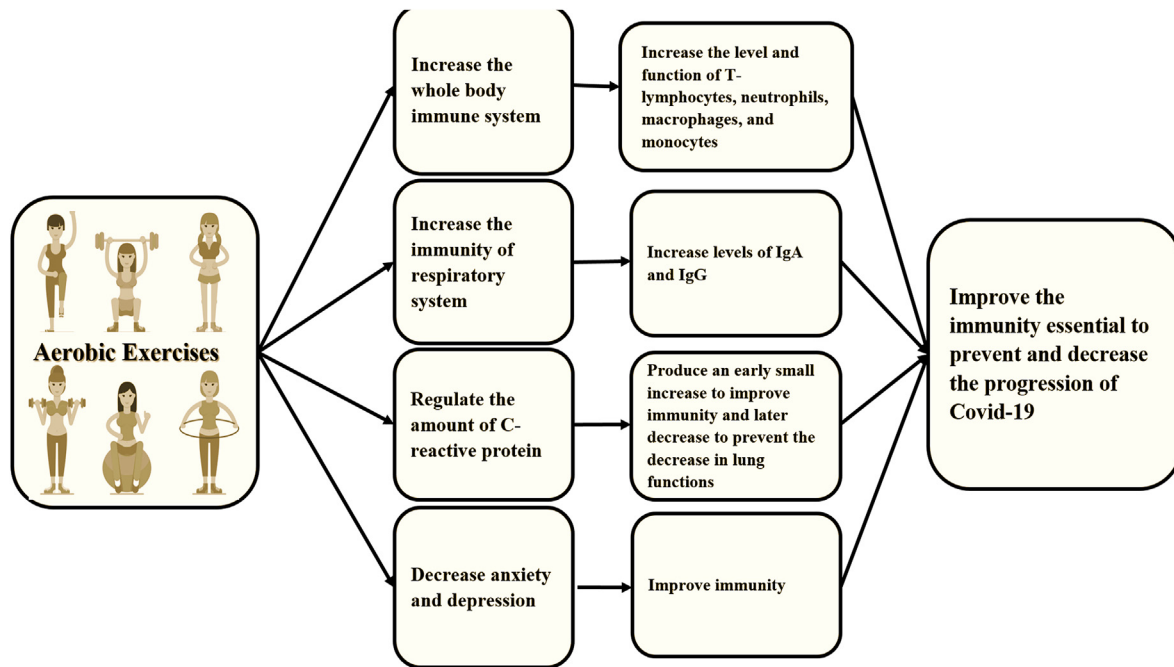 Aerobic Exercises
Increase the
whole body
immune system
Increase the level and
function of T-
lymphocytes, neutrophils,
macrophages, and
monocytes
Increase the
immunity of
respiratory
system
Increase levels of IgA
and IgG
Regulate the
amount of C-
reactive protein
Produce an early small
increase to improve
immunity and later
decrease to prevent the
decrease in lung
functions
Decrease anxiety
and depression
Improve immunity
Improve the
immunity essential to
prevent and decrease
the progression of
Covid-19